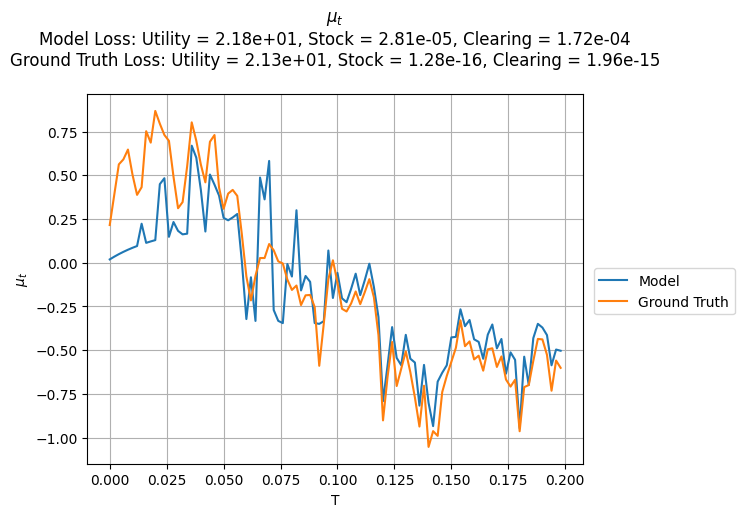 μt
Model Loss: Utility = 2.18e+01, Stock = 2.81e-05, Clearing = 1.72e-04
Ground Truth Loss: Utility = 2.13e+01, Stock = 1.28e-16, Clearing = 1.96e-15
0.75
0.50
0.25
0.00
−0.25
−0.50
−0.75
−1.00
μt
0.000 0.025 0.050 0.075 0.100 0.125 0.150 0.175 0.200
T
Model
Ground Truth